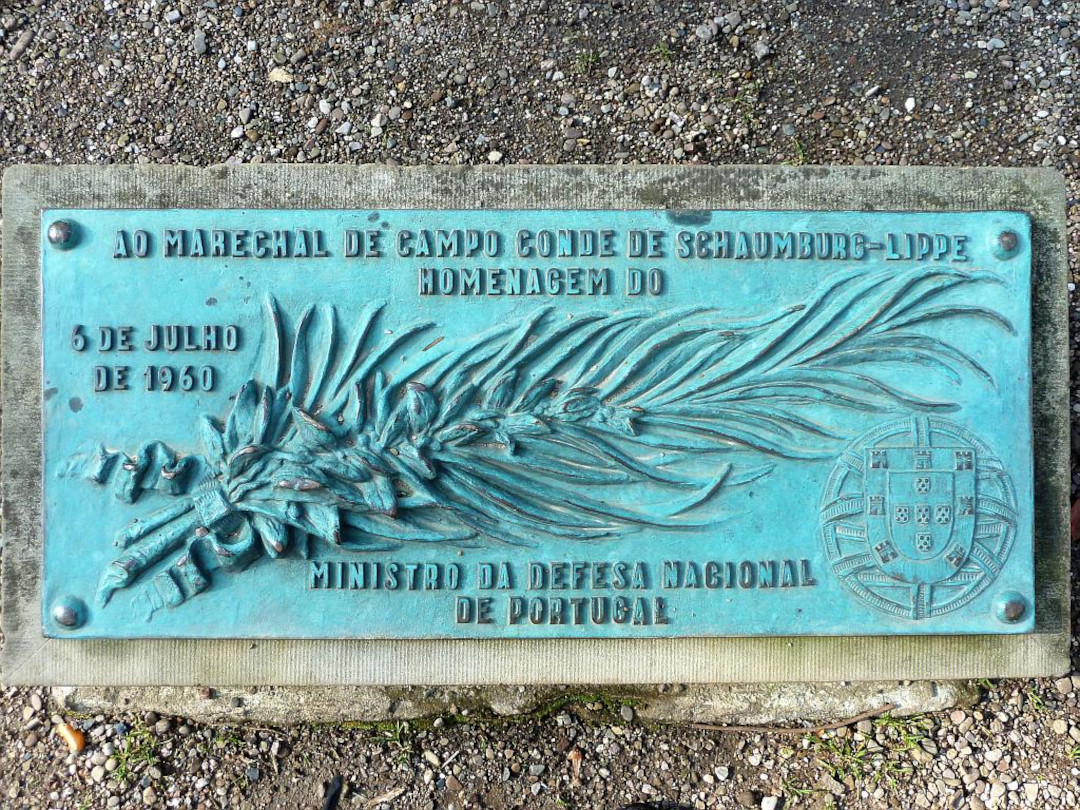 AO MARECHAL DE CAMPO CONDE DE SCHAUMBURG-LIPPE
HOMENAGEM DO
6 DE JULHO
DE 1960
MINISTRO DA DEFESA NACIONAL
DE PORTUGAL